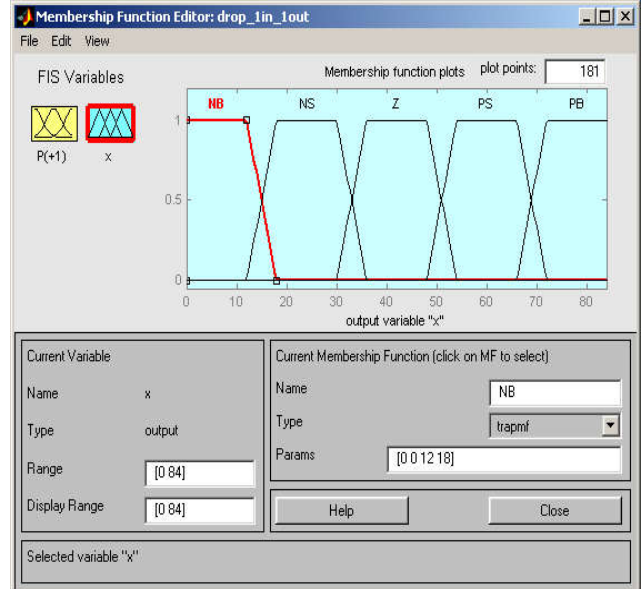 Membership Function Editor: drop_1in_1out
File Edit View
FIS Variables
Membership function plots plot points: 181
P(+1) x
NB NS Z PS PB
1
0.5
0
0 10 20 30 40 50 60 70 80
output variable "x"
Current Variable
Name x
Type output
Range [0 84]
Display Range [0 84]
Current Membership Function (click on MF to select)
Name NB
Type trapmf
Params [0 0 12 18]
Help Close
Selected variable "x"